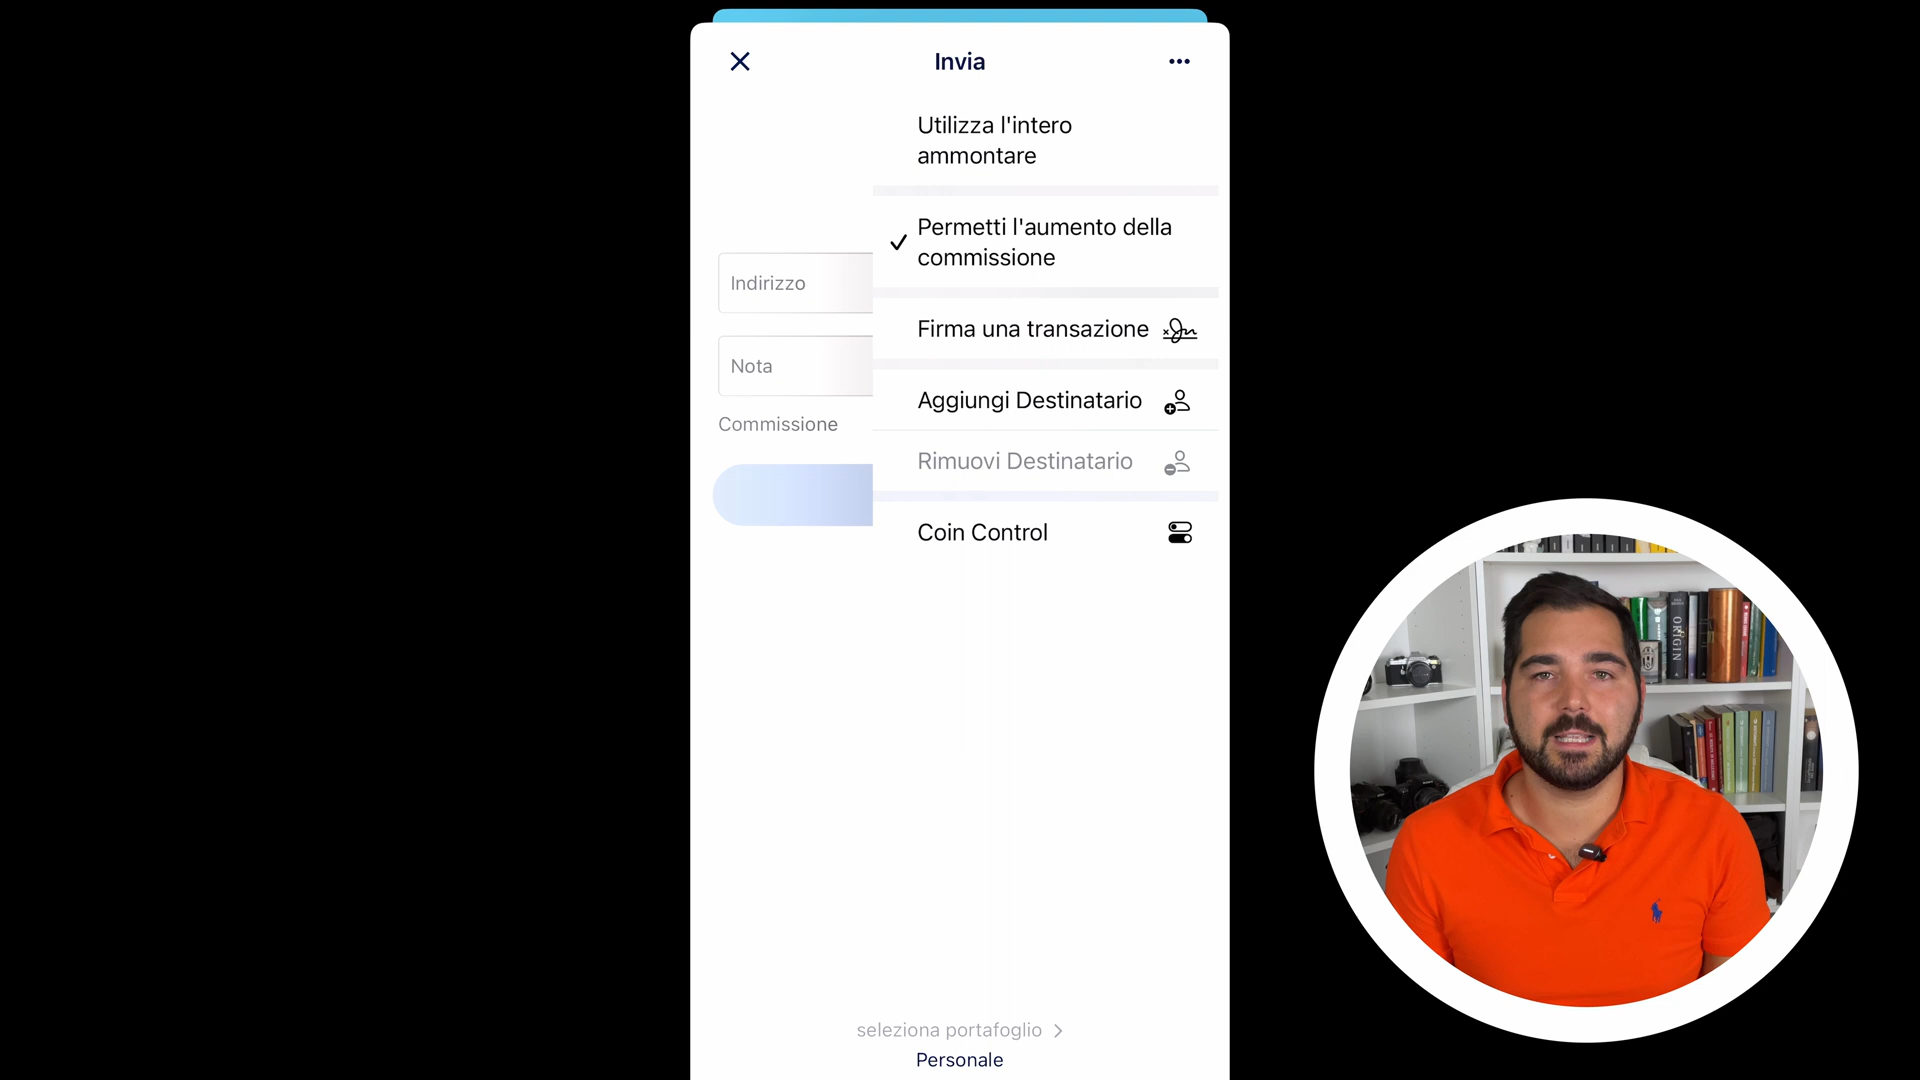 Invia
Utilizza l'intero
ammontare
Permetti l'aumento della
commissione
Indirizzo
Firma una transazione
Nota
Aggiungi Destinatario
Commissione
Rimuovi Destinatario
Coin Control
ORIGIN
seleziona portafoglio
Personale